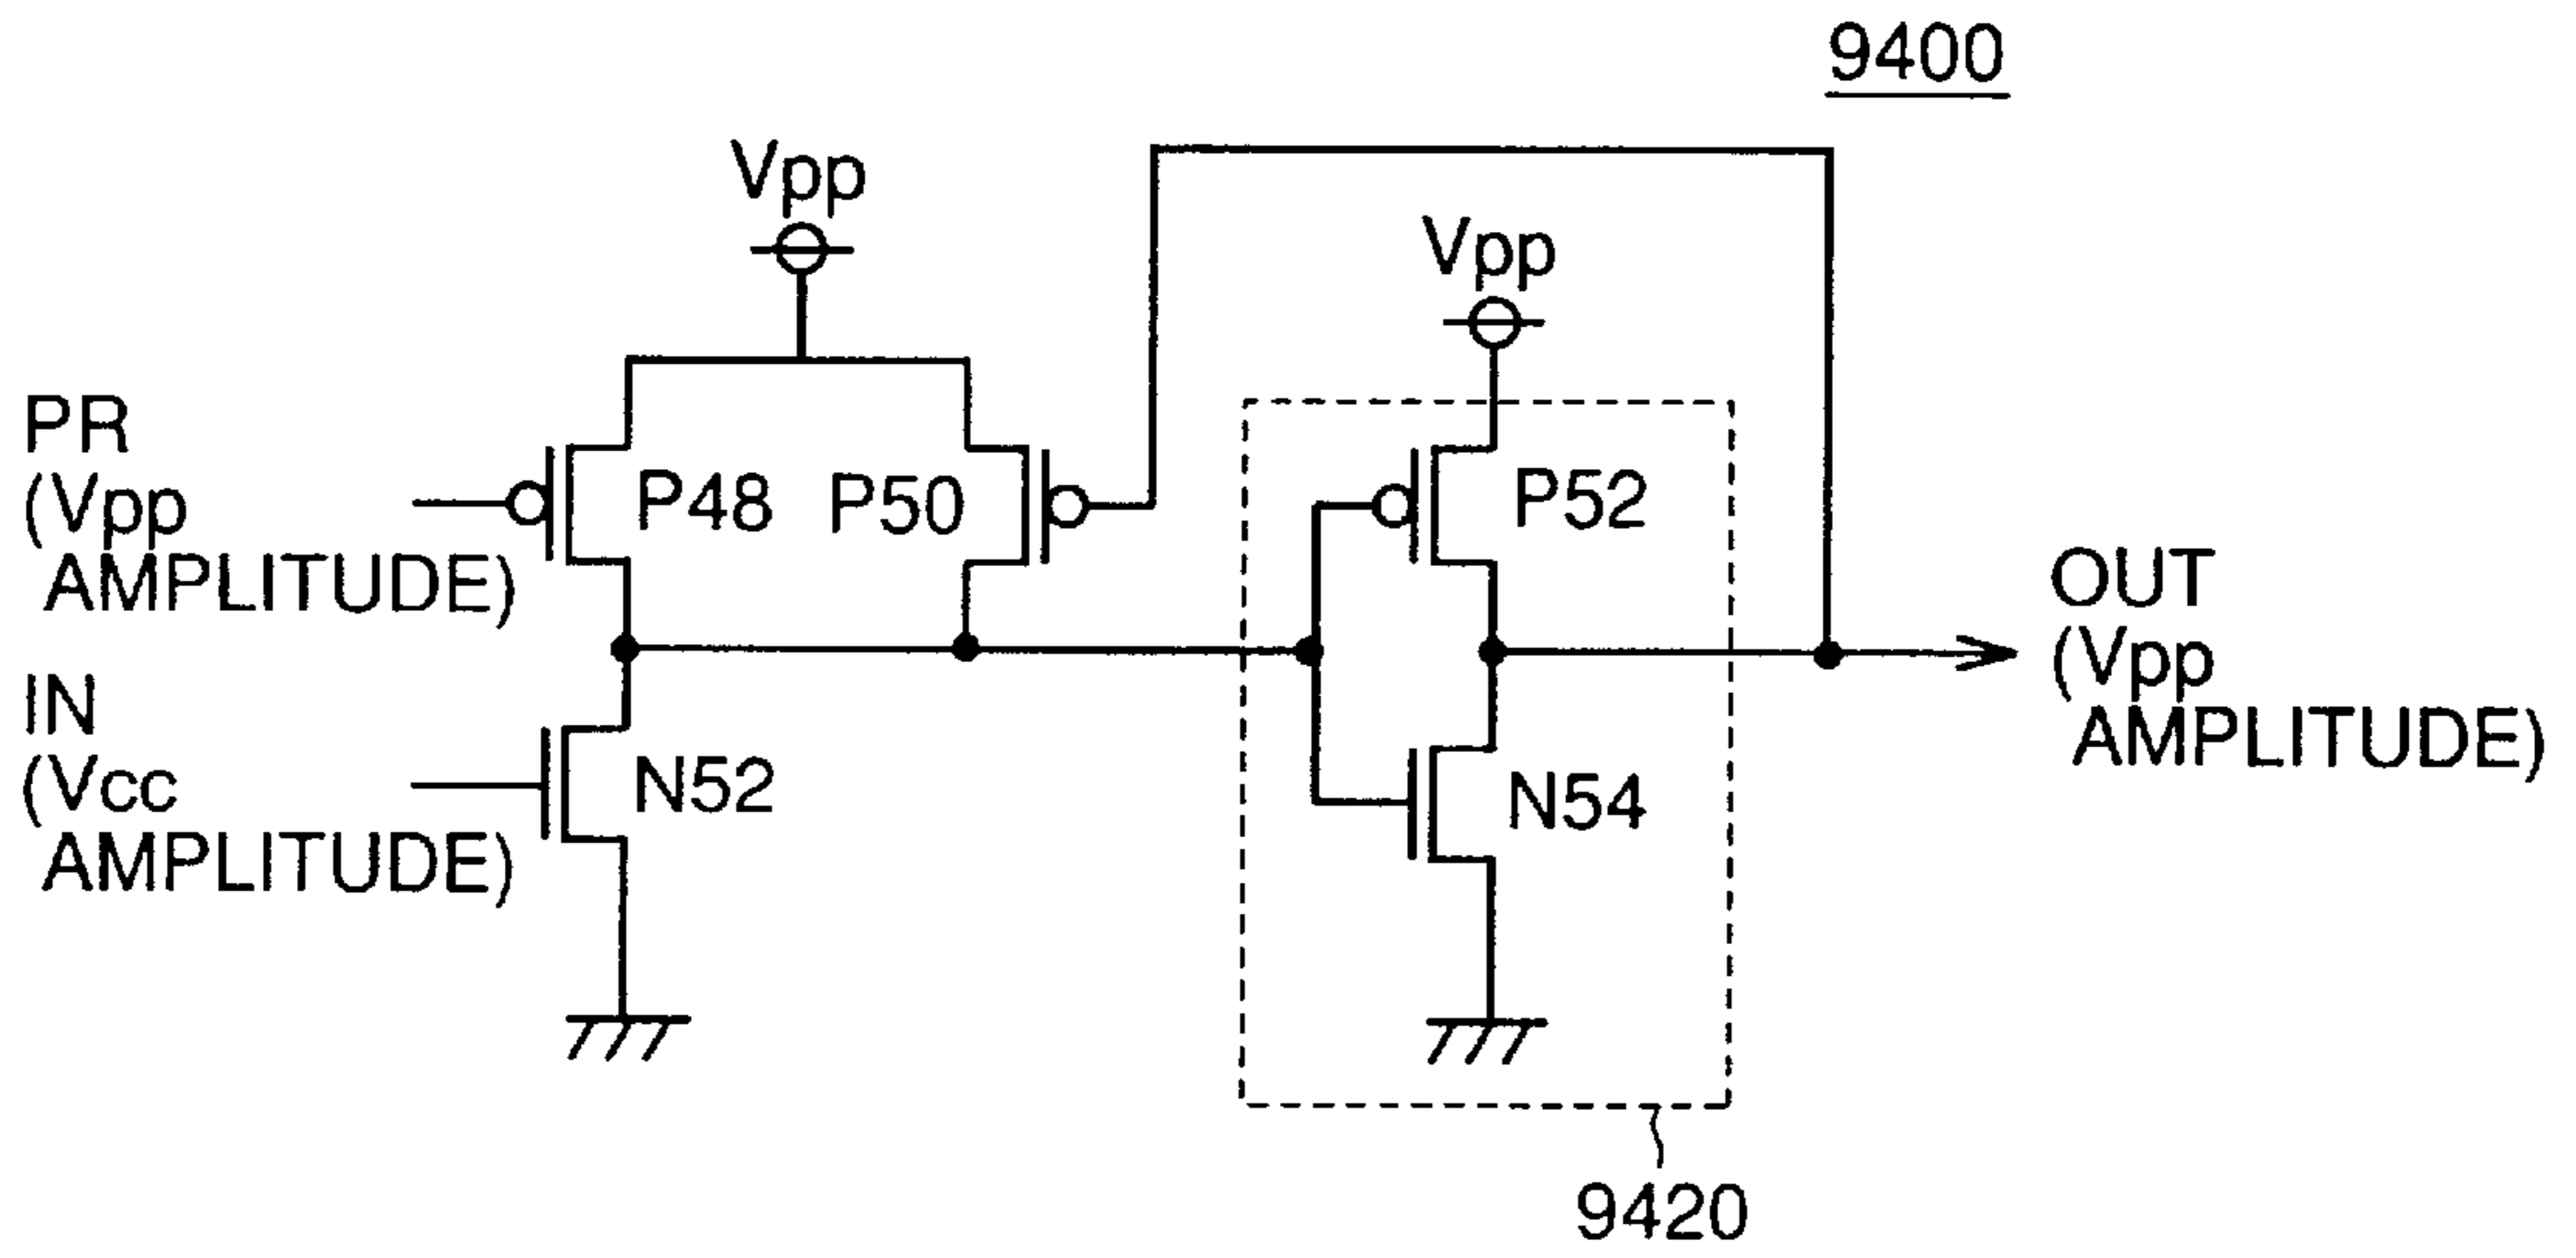 9400
Vpp
Vpp
PR
(Vpp
AMPLITUDE)
P48
P50
P52
IN
(Vcc
AMPLITUDE)
N52
N54
OUT
(Vpp
AMPLITUDE)
9420